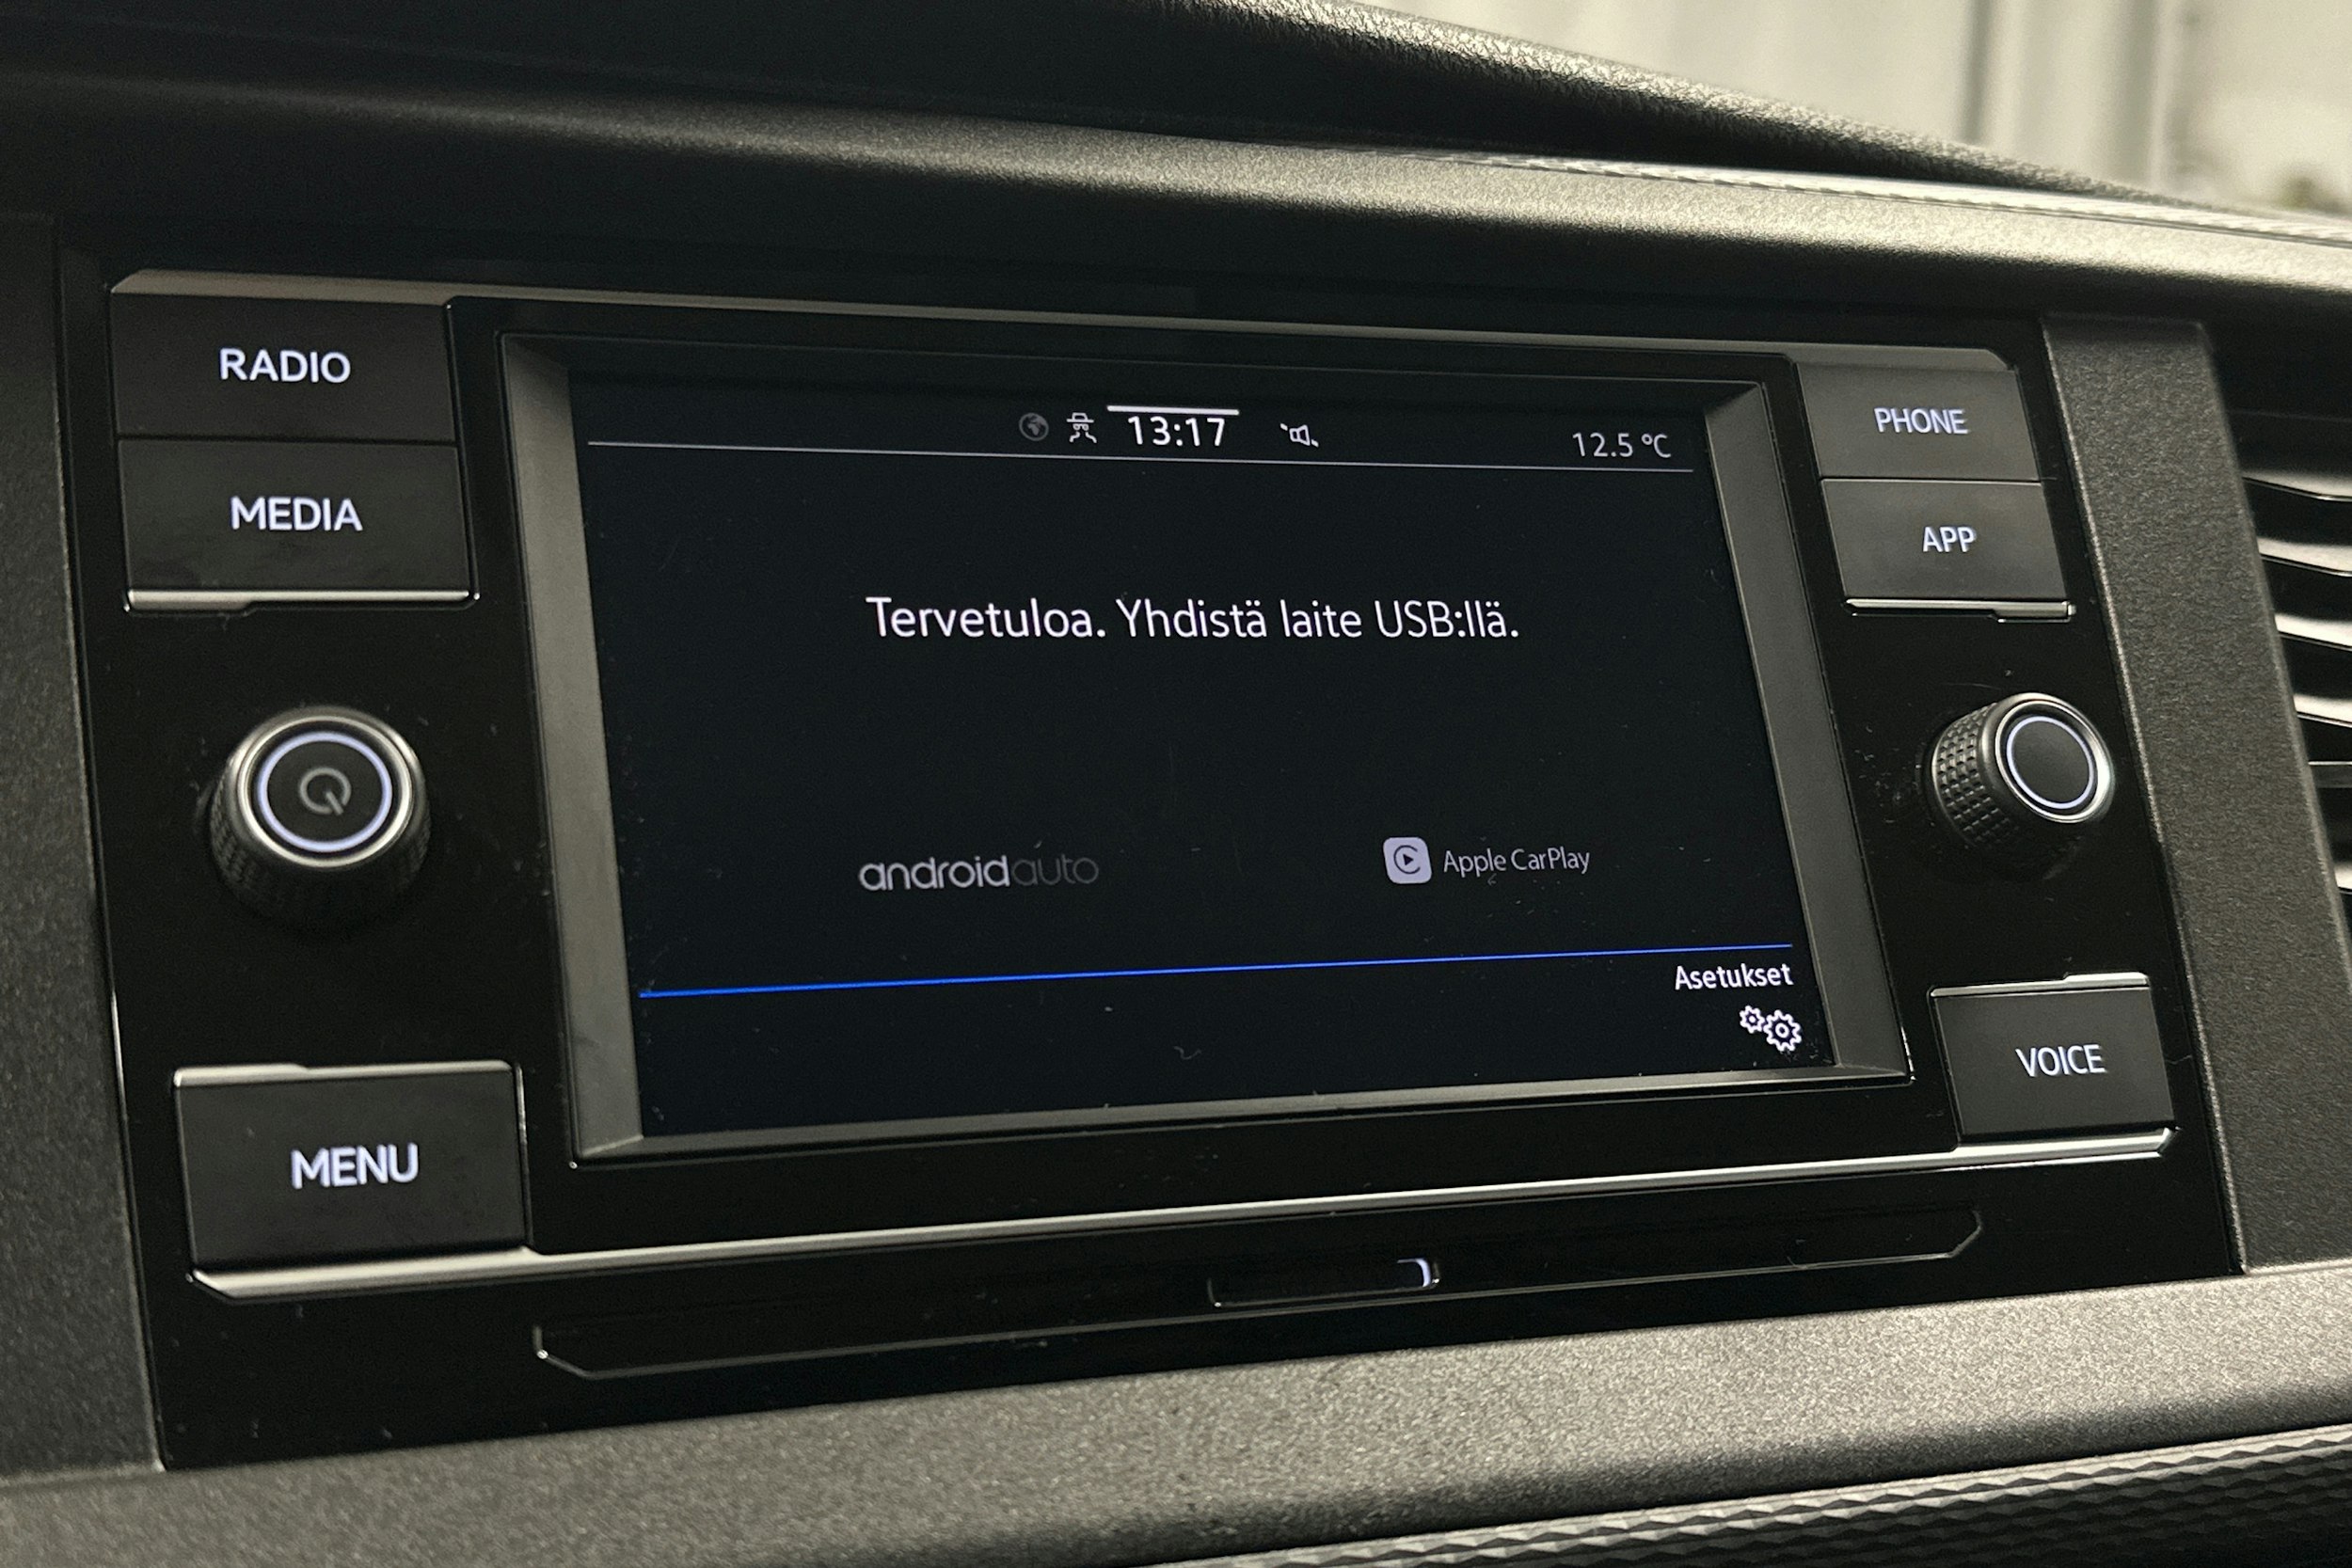 RADIO
MEDIA
MENU
13:17
12.5 °C
Tervetuloa. Yhdistä laite USB:llä.
androidauto
Apple CarPlay
Asetukset
PHONE
APP
VOICE